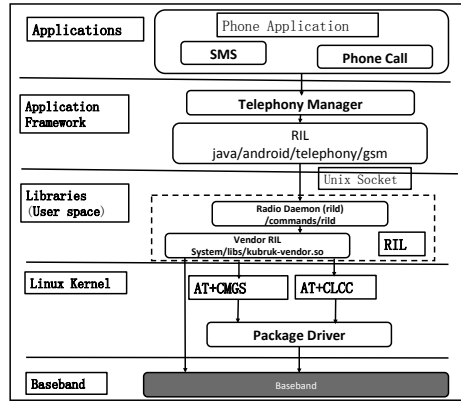 Applications
Phone Application
SMS
Phone Call
Application
Framework
Telephony Manager
RIL
java/android/telephony/gsm
Unix Socket
Libraries
(User space)
Radio Daemon (rild)
/commands/rild
Vendor RIL
System/libs/kubruk-vendor.so
RIL
Linux Kernel
AT+CMGS
AT+CLCC
Package Driver
Baseband
Baseband